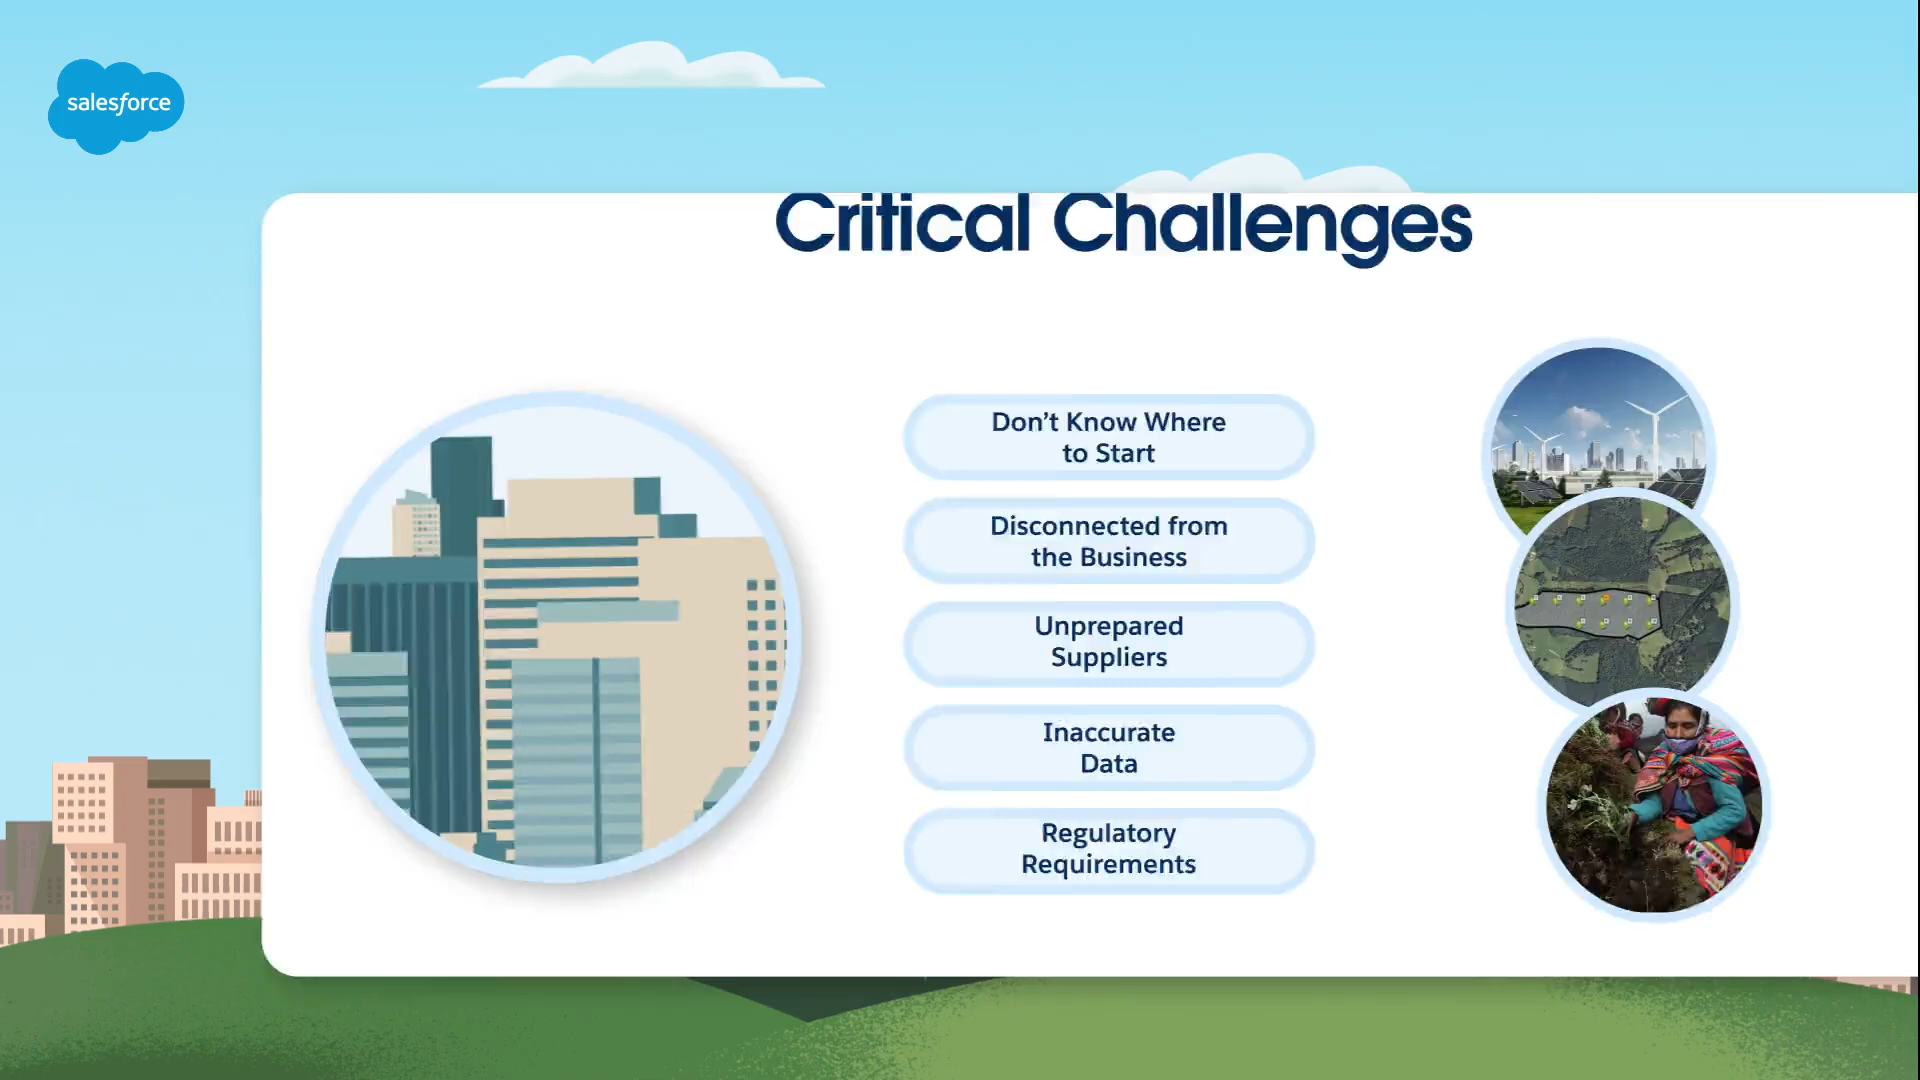 salesforce
Critical Challenges
Don’t Know Where
to Start
Disconnected from
the Business
Unprepared
Suppliers
Inaccurate
Data
Regulatory
Requirements